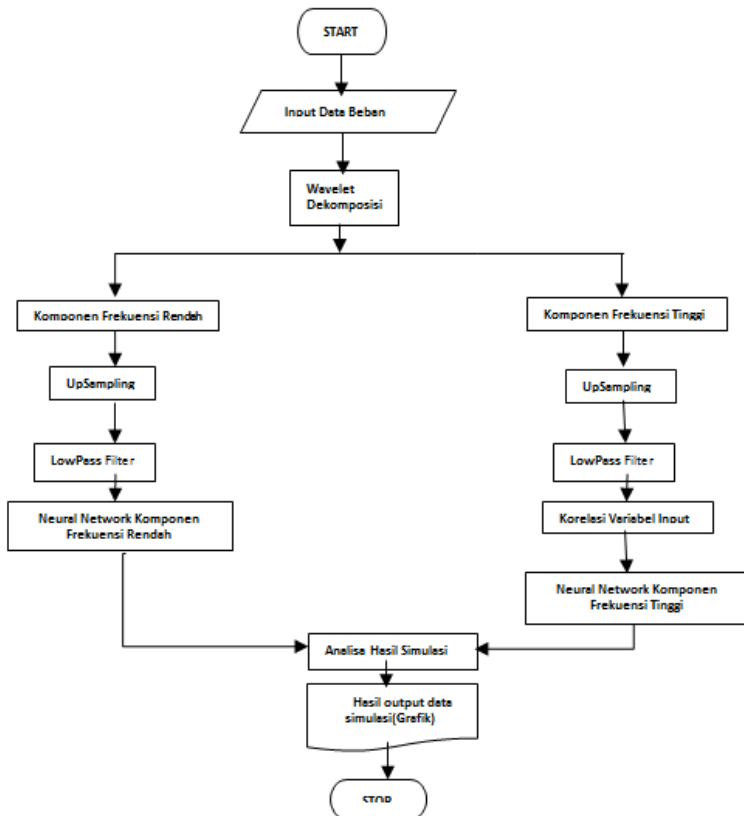 START
Input Data Beban
Wavelet
Dekomposisi
Komponen Frekuensi Rendah
Komponen Frekuensi Tinggi
UpSampling
UpSampling
LowPass Filter
LowPass Filter
Neural Network Komponen
Frekuensi Rendah
Korelasi Variabel Input
Neural Network Komponen
Frekuensi Tinggi
Analisa Hasil Simulasi
Hasil output data
simulasi(Grafik)
STOP